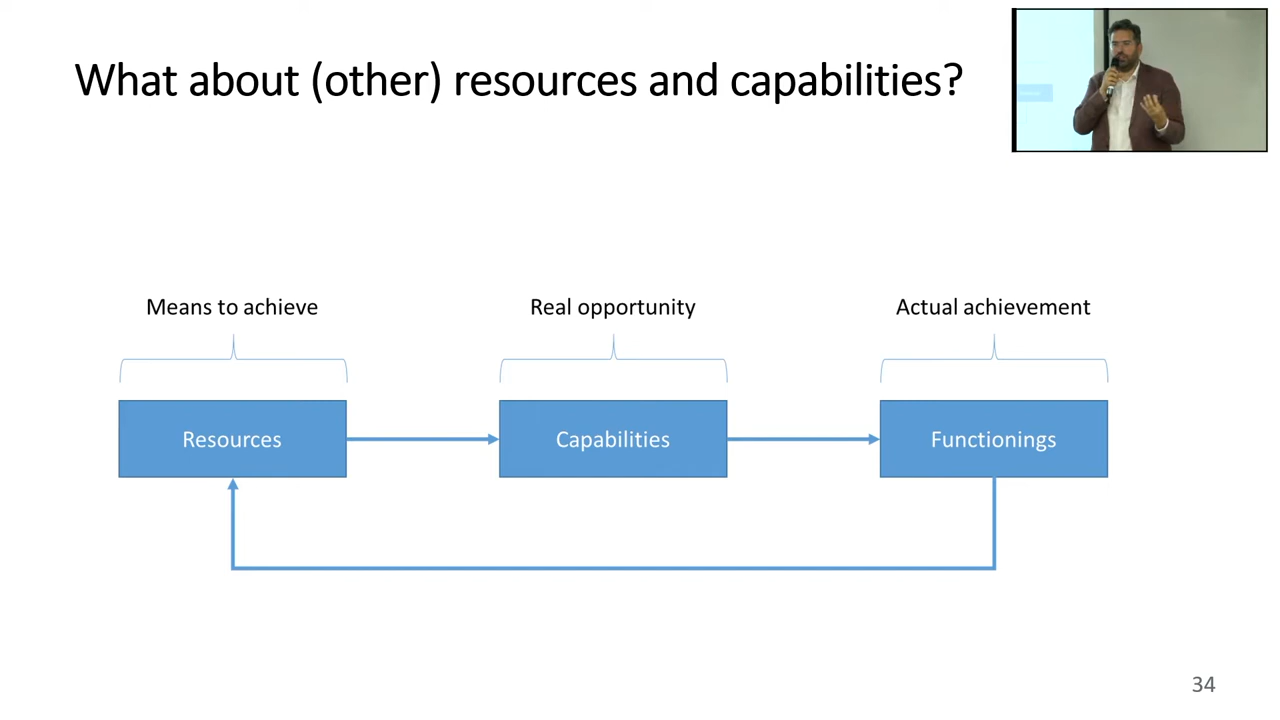 What about (other) resources and capabilities?
Means to achieve
Real opportunity
Actual achievement
Resources
Capabilities
Functionings
34